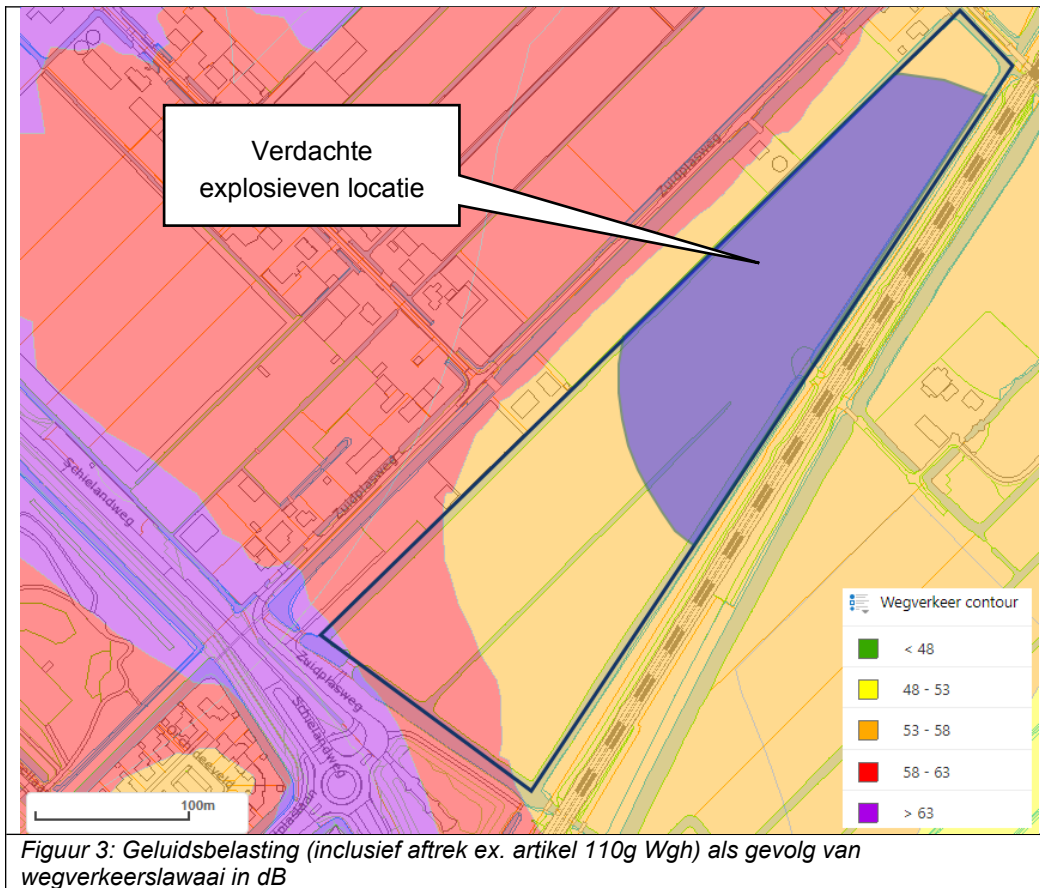 Verdachte
explosieven locatie
Zuidplasweg
Zuidplasweg
Schielandweg
Zuidplasweg
Schielandweg
Orchideeveld
100m
Wegverkeer contour
< 48
48 - 53
53 - 58
58 - 63
> 63
Figuur 3: Geluidsbelasting (inclusief aftrek ex. artikel 110g Wgh) als gevolg van
wegverkeerslawaai in dB